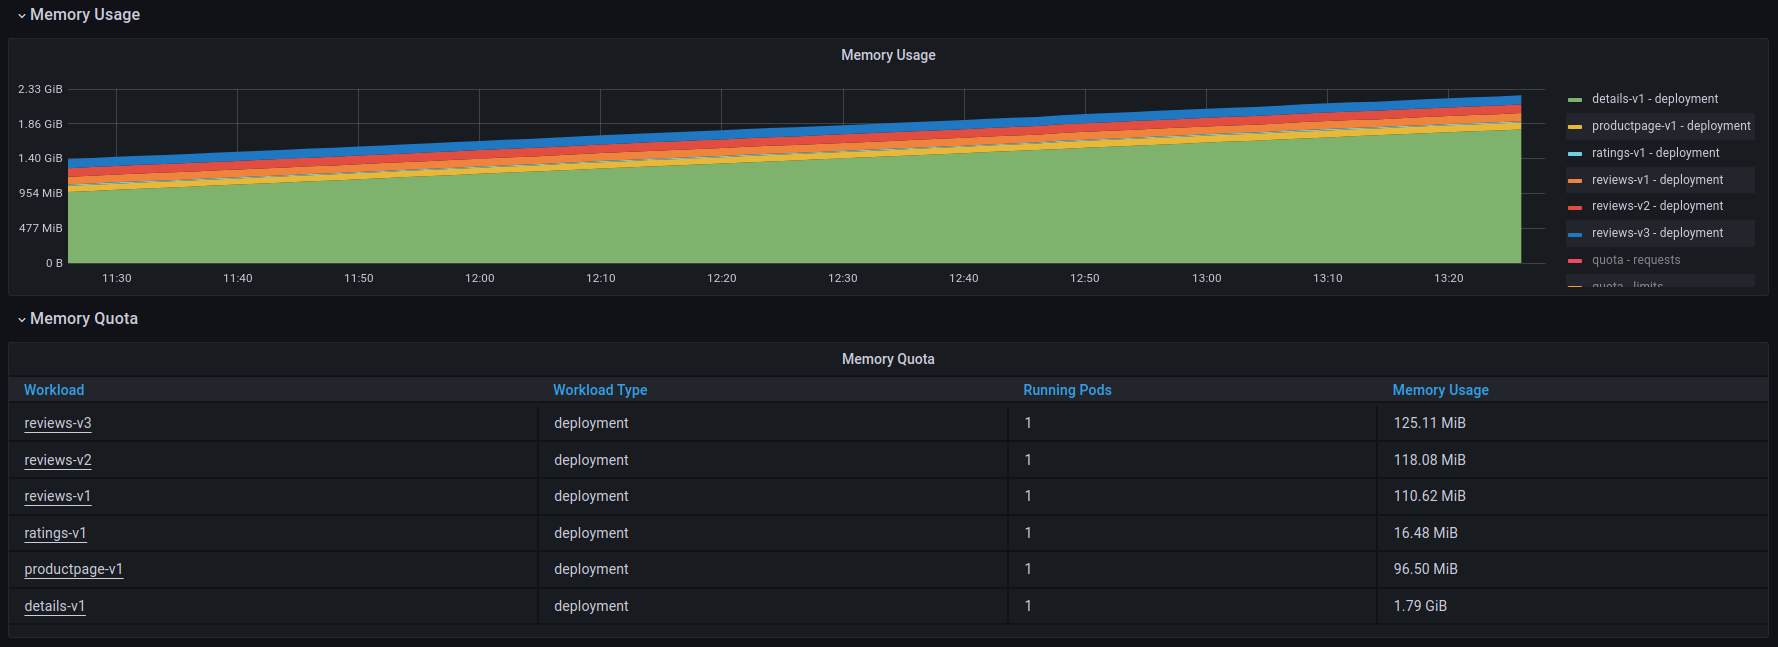 Memory Usage
Memory Usage
2.33 GiB
1.86 GiB
1.40 GiB
954 MiB
477 MiB
0 B
11:30 11:40 11:50 12:00 12:10 12:20 12:30 12:40 12:50 13:00 13:10 13:20
details-v1 - deployment
productpage-v1 - deployment
ratings-v1 - deployment
reviews-v1 - deployment
reviews-v2 - deployment
reviews-v3 - deployment
quota - requests
quota - limits
Memory Quota
Memory Quota
Workload Workload Type Running Pods Memory Usage
reviews-v3 deployment 1 125.11 MiB
reviews-v2 deployment 1 118.08 MiB
reviews-v1 deployment 1 110.62 MiB
ratings-v1 deployment 1 16.48 MiB
productpage-v1 deployment 1 96.50 MiB
details-v1 deployment 1 1.79 GiB